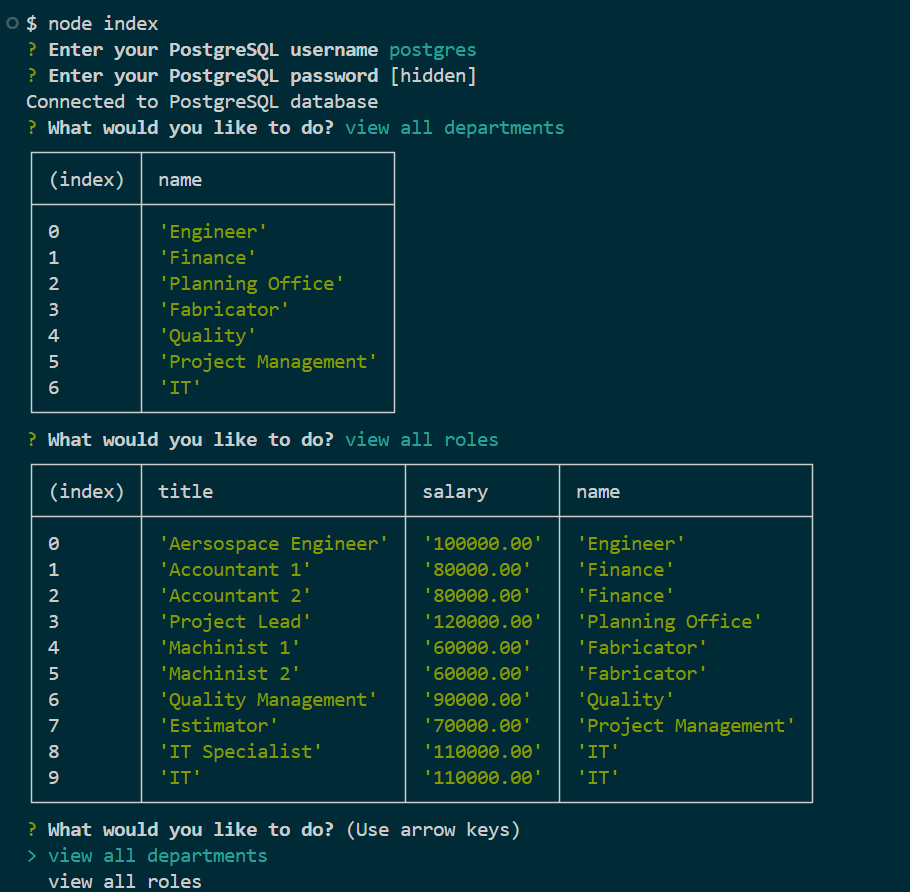 $ node index
? Enter your PostgreSQL username postgres
? Enter your PostgreSQL password [hidden]
Connected to PostgreSQL database
? What would you like to do? view all departments
(index) name
0 'Engineer'
1 'Finance'
2 'Planning Office'
3 'Fabricator'
4 'Quality'
5 'Project Management'
6 'IT'
? What would you like to do? view all roles
(index) title salary name
0 'Aersospace Engineer' '100000.00' 'Engineer'
1 'Accountant 1' '80000.00' 'Finance'
2 'Accountant 2' '80000.00' 'Finance'
3 'Project Lead' '120000.00' 'Planning Office'
4 'Machinist 1' '60000.00' 'Fabricator'
5 'Machinist 2' '60000.00' 'Fabricator'
6 'Quality Management' '90000.00' 'Quality'
7 'Estimator' '70000.00' 'Project Management'
8 'IT Specialist' '110000.00' 'IT'
9 'IT' '110000.00' 'IT'
? What would you like to do? (Use arrow keys)
> view all departments
view all roles